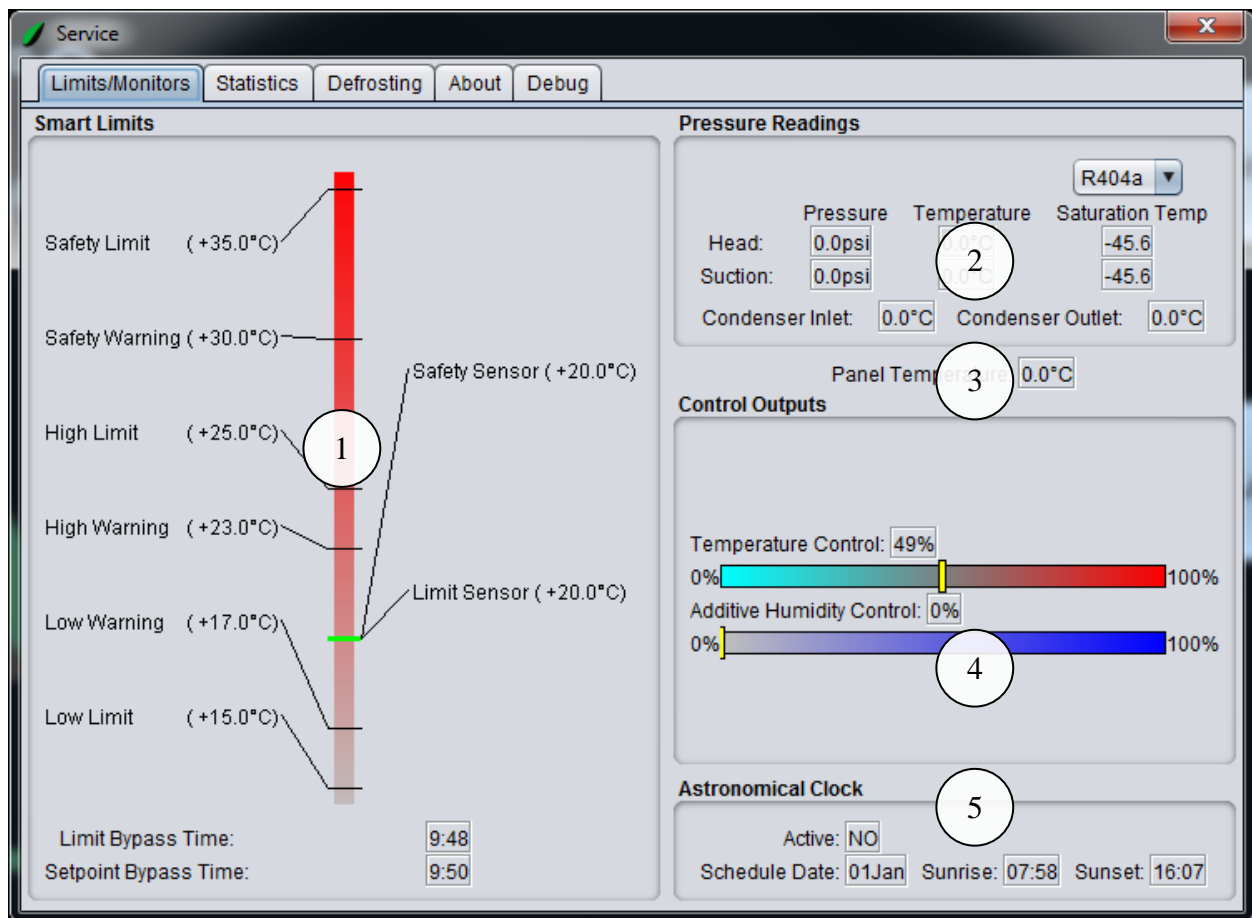 Service
Limits/Monitors Statistics Defrosting About Debug
Smart Limits
Safety Limit ( +35.0°C)
Safety Warning ( +30.0°C)
Safety Sensor ( +20.0°C)
High Limit ( +25.0°C)
1
High Warning ( +23.0°C)
Limit Sensor ( +20.0°C)
Low Warning ( +17.0°C)
Low Limit ( +15.0°C)
Limit Bypass Time: 9:48
Setpoint Bypass Time: 9:50
Pressure Readings
R404a
Pressure Temperature Saturation Temp
Head: 0.0psi 0.0°C -45.6
2
Suction: 0.0psi 0.0°C -45.6
Condenser Inlet: 0.0°C Condenser Outlet: 0.0°C
Panel Temperature: 0.0°C
3
Control Outputs
Temperature Control: 49%
0% 100%
Additive Humidity Control: 0%
0% 100%
4
Astronomical Clock
5
Active: NO
Schedule Date: 01Jan Sunrise: 07:58 Sunset: 16:07